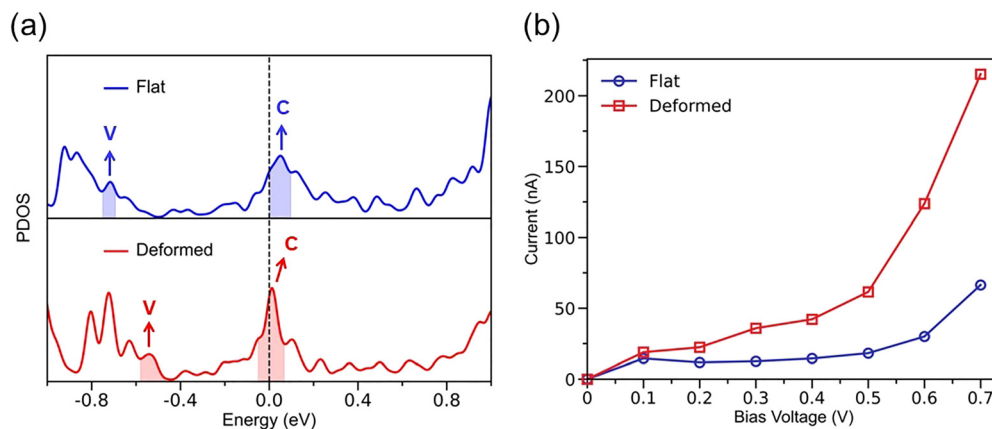 (a)
(b)
Flat
V
C
Deformed
V
C
PDOS
-0.8
-0.4
0.0
0.4
0.8
Energy (eV)
Flat
Deformed
200
150
100
50
0
Current (nA)
0
0.1
0.2
0.3
0.4
0.5
0.6
0.7
Bias Voltage (V)